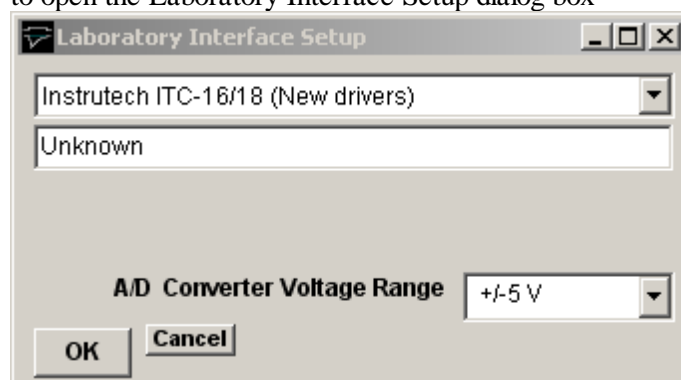 to open the Laboratory Interface Setup dialog box
Laboratory Interface Setup
Instrutech ITC-16/18 (New drivers)
Unknown
A/D Converter Voltage Range +/-5 V
OK Cancel